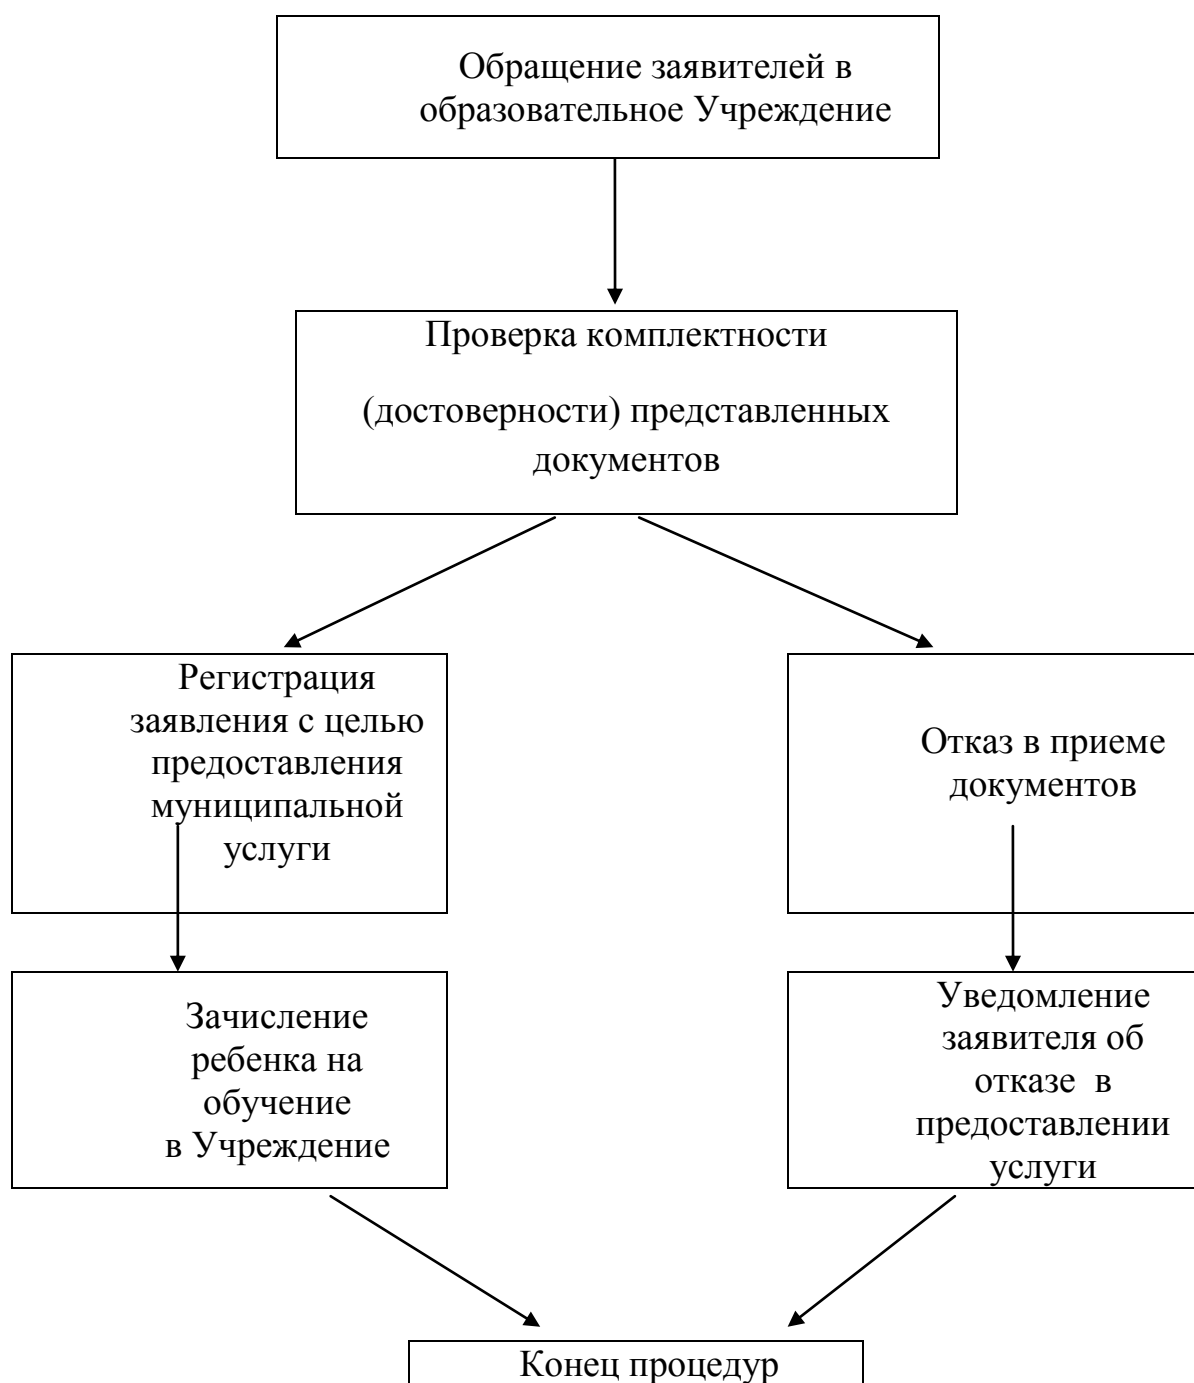 Обращение заявителей в
образовательное Учреждение
Проверка комплектности
(достоверности) представленных
документов
Регистрация
заявления с целью
предоставления
муниципальной
услуги
Отказ в приеме
документов
Зачисление
ребенка на
обучение
в Учреждение
Уведомление
заявителя об
отказе в
предоставлении
услуги
Конец процедур